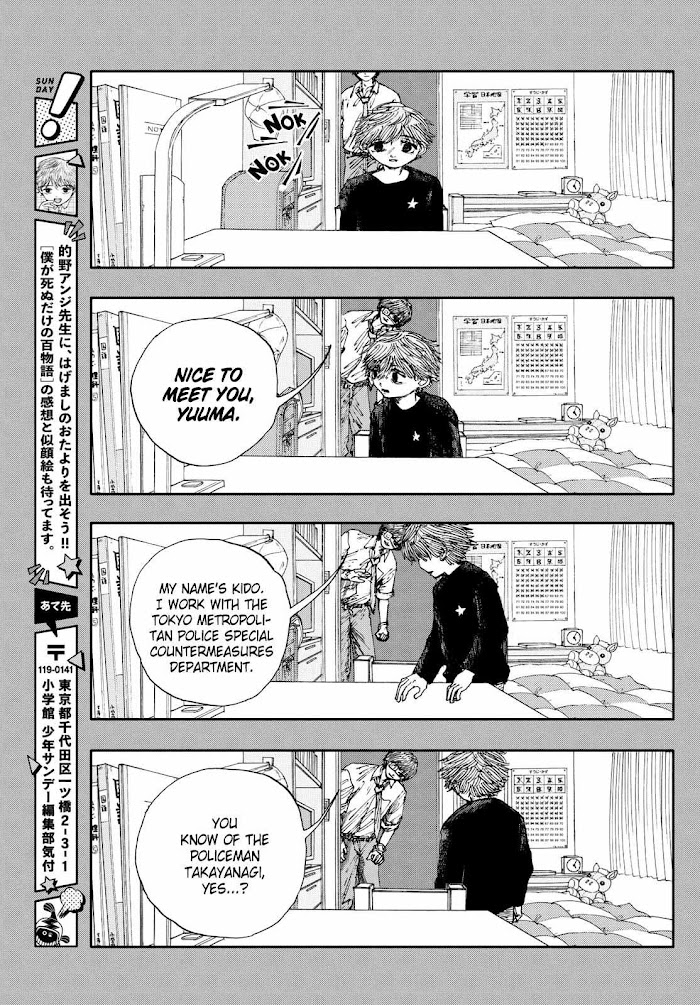 SUN
DAY
NOK
NOK
NICE TO
MEET YOU,
YUUMA.
MY NAME'S KIDO.
I WORK WITH THE
TOKYO METROPOLI-
TAN POLICE SPECIAL
COUNTERMEASURES
DEPARTMENT.
YOU
KNOW OF THE
POLICEMAN
TAKAYANAGI,
YES...?
的野アンジ先生に、はげましのおたよりを出そう!!
[僕が死ぬだけの百物語]の感想と似顔絵も待ってます。
あて先
〒
119-0141
東京都千代田区一ツ橋2-3-1
小学館 少年サンデー編集部気付